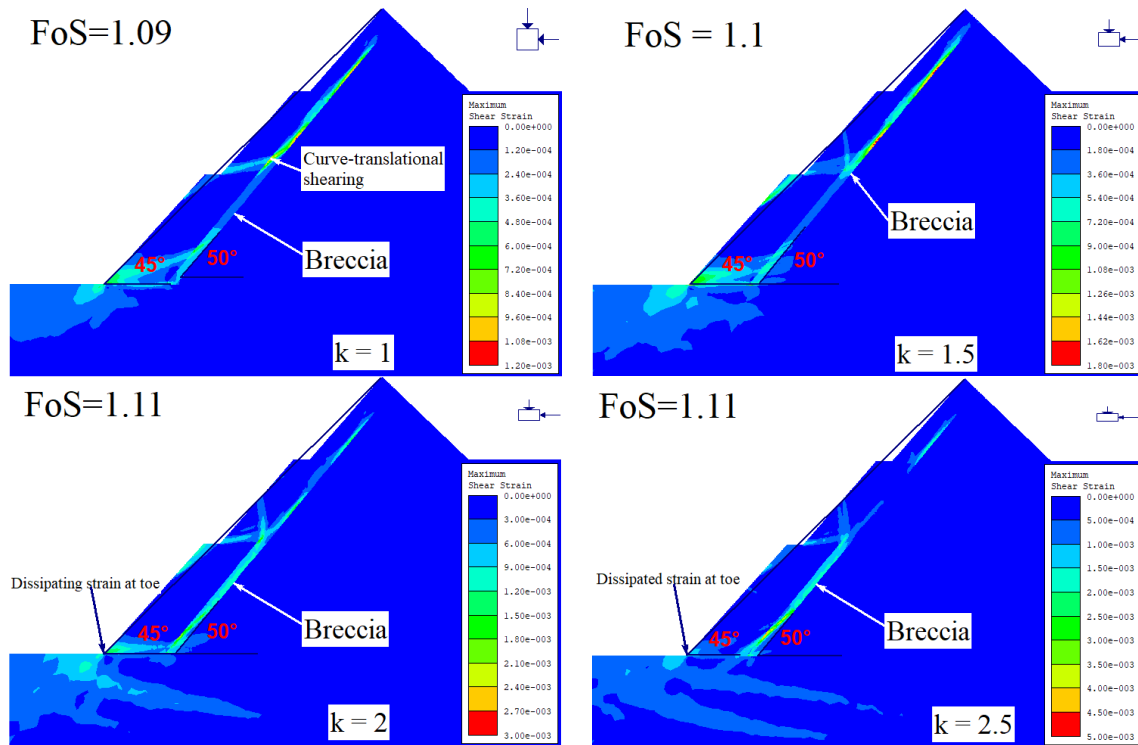 FoS=1.09
Maximum
Shear Strain
0.00e+000
1.20e-004
2.40e-004
3.60e-004
4.80e-004
6.00e-004
7.20e-004
8.40e-004
9.60e-004
1.08e-003
1.20e-003
Curve-translational
shearing
Breccia
45°
50°
k = 1
FoS = 1.1
Maximum
Shear Strain
0.00e+000
1.80e-004
3.60e-004
5.40e-004
7.20e-004
9.00e-004
1.08e-003
1.26e-003
1.44e-003
1.62e-003
1.80e-003
Breccia
45°
50°
k = 1.5
FoS=1.11
Maximum
Shear Strain
0.00e+000
3.00e-004
6.00e-004
9.00e-004
1.20e-003
1.50e-003
1.80e-003
2.10e-003
2.40e-003
2.70e-003
3.00e-003
Dissipating strain at toe
Breccia
45°
50°
k = 2
FoS=1.11
Maximum
Shear Strain
0.00e+000
5.00e-004
1.00e-003
1.50e-003
2.00e-003
2.50e-003
3.00e-003
3.50e-003
4.00e-003
4.50e-003
5.00e-003
Dissipated strain at toe
Breccia
45°
50°
k = 2.5